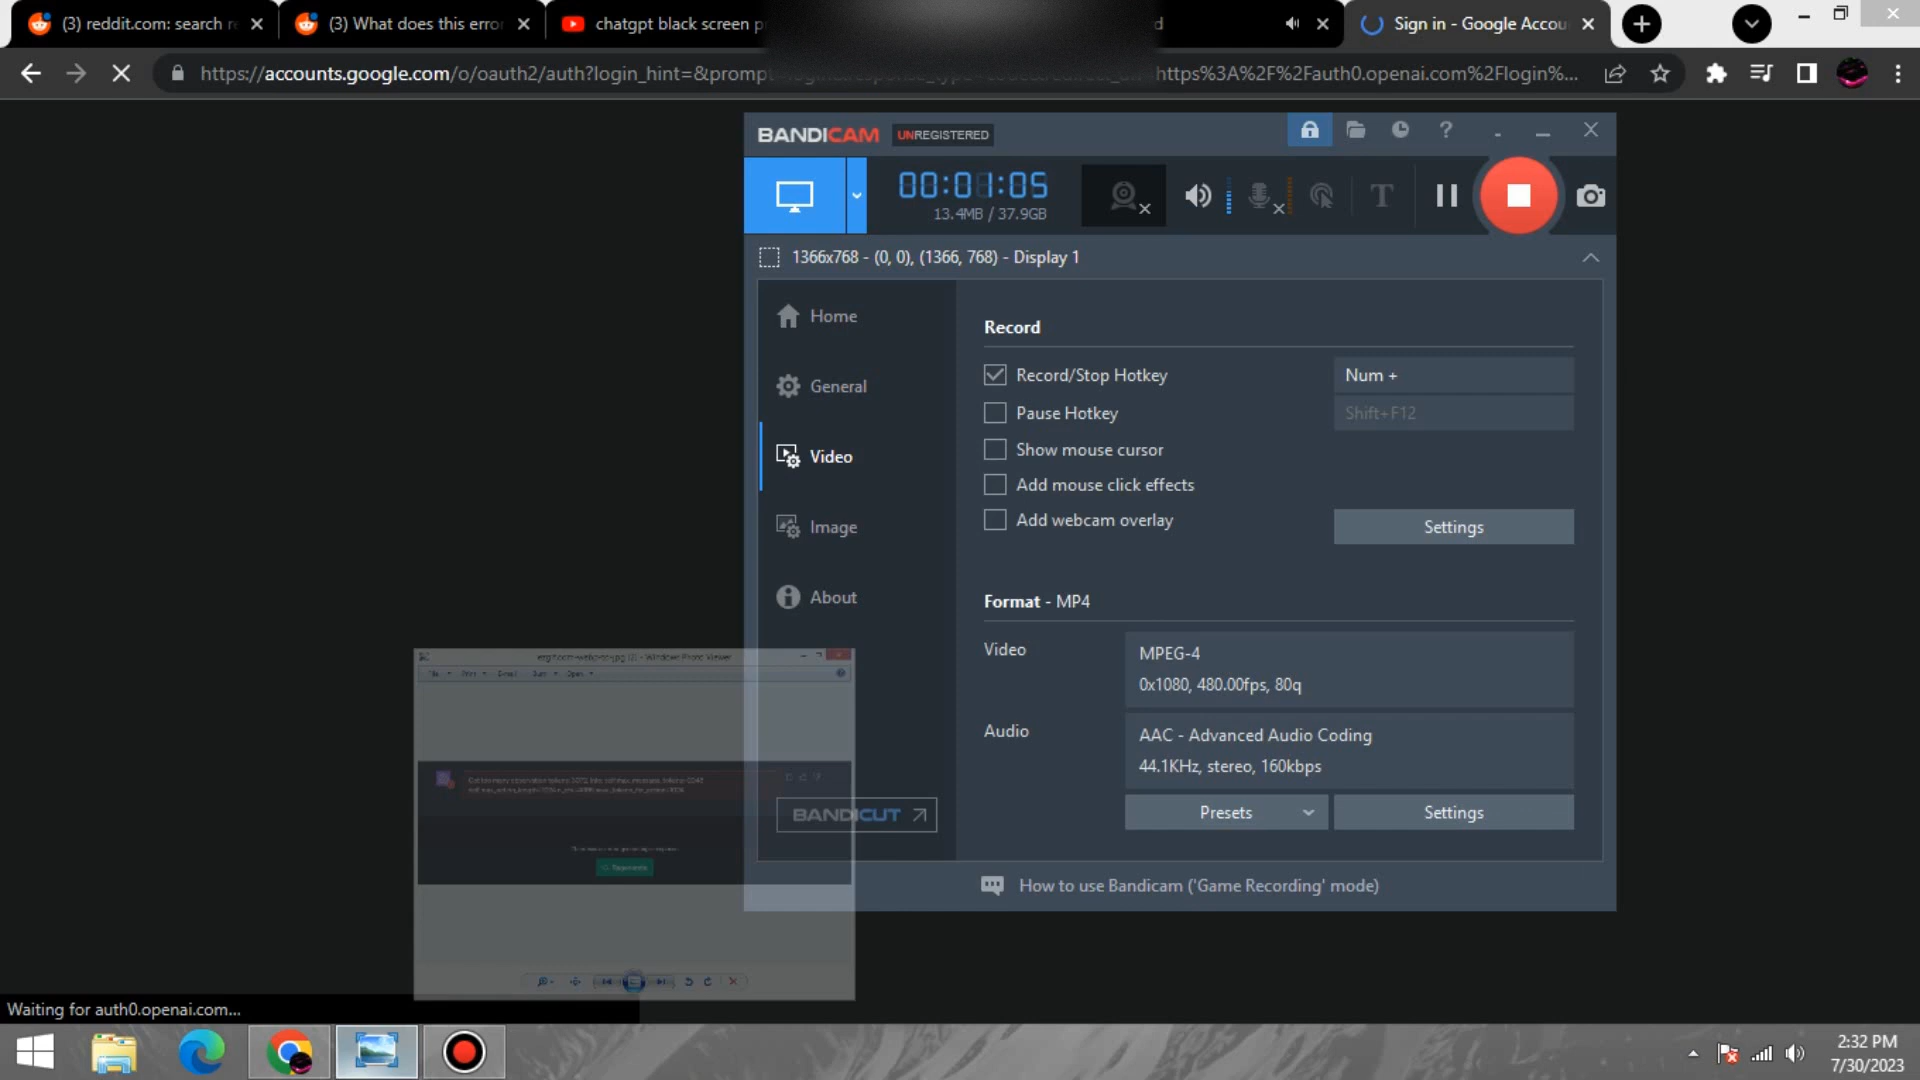 (3) reddit.com: search r
(3) What does this erro
chatgpt black screen p
d
Sign in - Google Accou
https://accounts.google.com/o/oauth2/auth?login_hint=&prompt
https%3A%2F%2Fauth0.openai.com%2Flogin%...
BANDICAM UNREGISTERED
00:01:05
13.4MB / 37.9GB
T
1366x768 - (0, 0), (1366, 768) - Display 1
Home
General
Video
Image
About
BANDICUT
Record
Record/Stop Hotkey
Num +
Pause Hotkey
Shift+F12
Show mouse cursor
Add mouse click effects
Add webcam overlay
Settings
Format - MP4
Video
MPEG-4
0x1080, 480.00fps, 80q
Audio
AAC - Advanced Audio Coding
44.1KHz, stereo, 160kbps
Presets
Settings
How to use Bandicam ('Game Recording' mode)
Windows Photo Viewer
Waiting for auth0.openai.com...
2:32 PM
7/30/2023